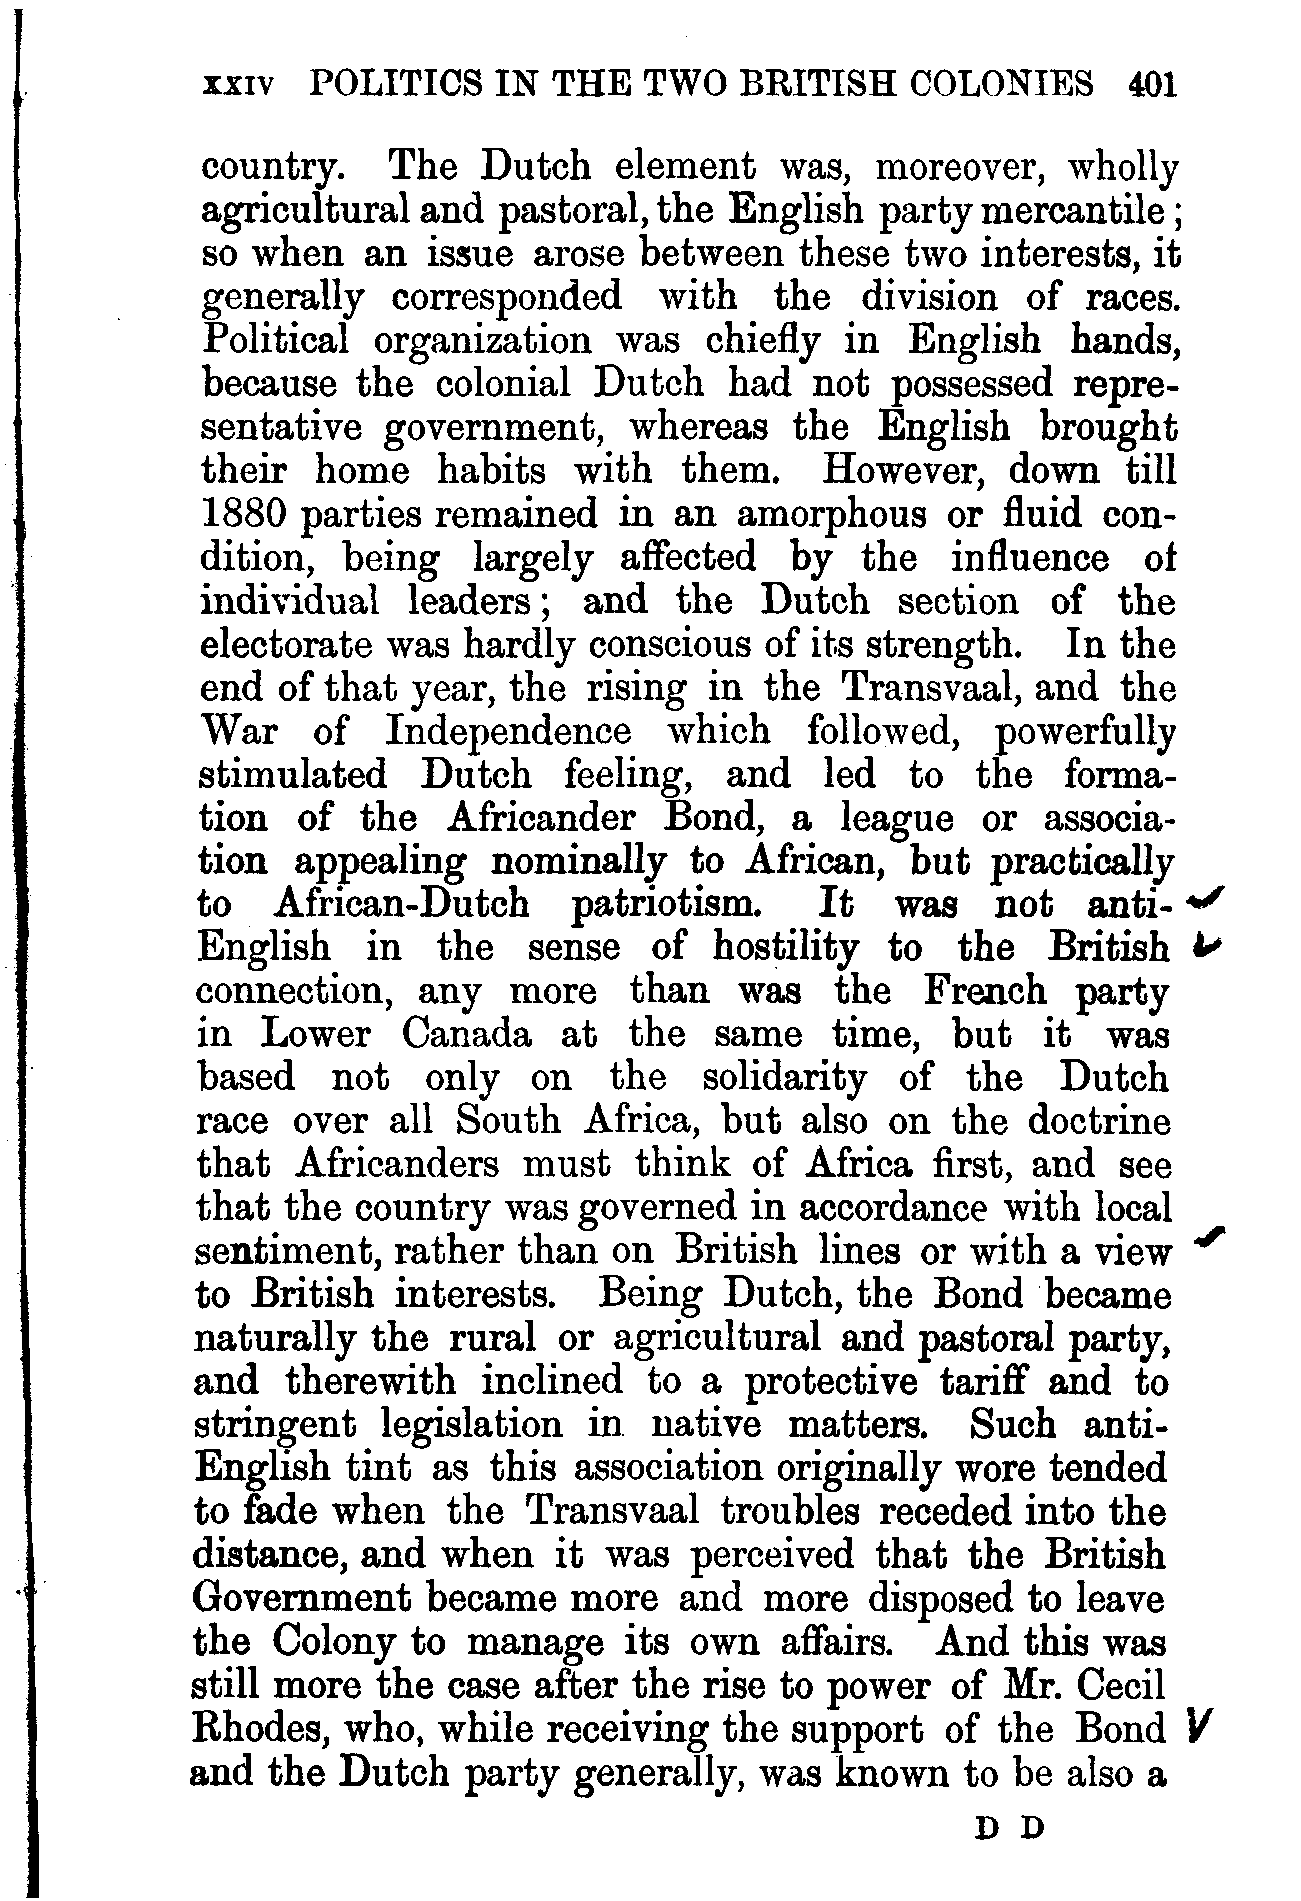 XXIV POLITICS IN THE TWO BRITISH COLONIES 401
country. The Dutch element was, moreover, wholly
agricultural and pastoral, the English party mercantile;
so when an issue arose between these two interests, it
generally corresponded with the division of races.
Political organization was chiefly in English hands,
because the colonial Dutch had not possessed repre-
sentative government, whereas the English brought
their home habits with them. However, down till
1880 parties remained in an amorphous or fluid con-
dition, being largely affected by the influence of
individual leaders; and the Dutch section of the
electorate was hardly conscious of its strength. In the
end of that year, the rising in the Transvaal, and the
War of Independence which followed, powerfully
stimulated Dutch feeling, and led to the forma-
tion of the Africander Bond, a league or associa-
tion appealing nominally to African, but practically
to African-Dutch patriotism. It was not anti-
English in the sense of hostility to the British
connection, any more than was the French party
in Lower Canada at the same time, but it was
based not only on the solidarity of the Dutch
race over all South Africa, but also on the doctrine
that Africanders must think of Africa first, and see
that the country was governed in accordance with local
sentiment, rather than on British lines or with a view
to British interests. Being Dutch, the Bond became
naturally the rural or agricultural and pastoral party,
and therewith inclined to a protective tariff and to
stringent legislation in native matters. Such anti-
English tint as this association originally wore tended
to fade when the Transvaal troubles receded into the
distance, and when it was perceived that the British
Government became more and more disposed to leave
the Colony to manage its own affairs. And this was
still more the case after the rise to power of Mr. Cecil
Rhodes, who, while receiving the support of the Bond
and the Dutch party generally, was known to be also a
D D